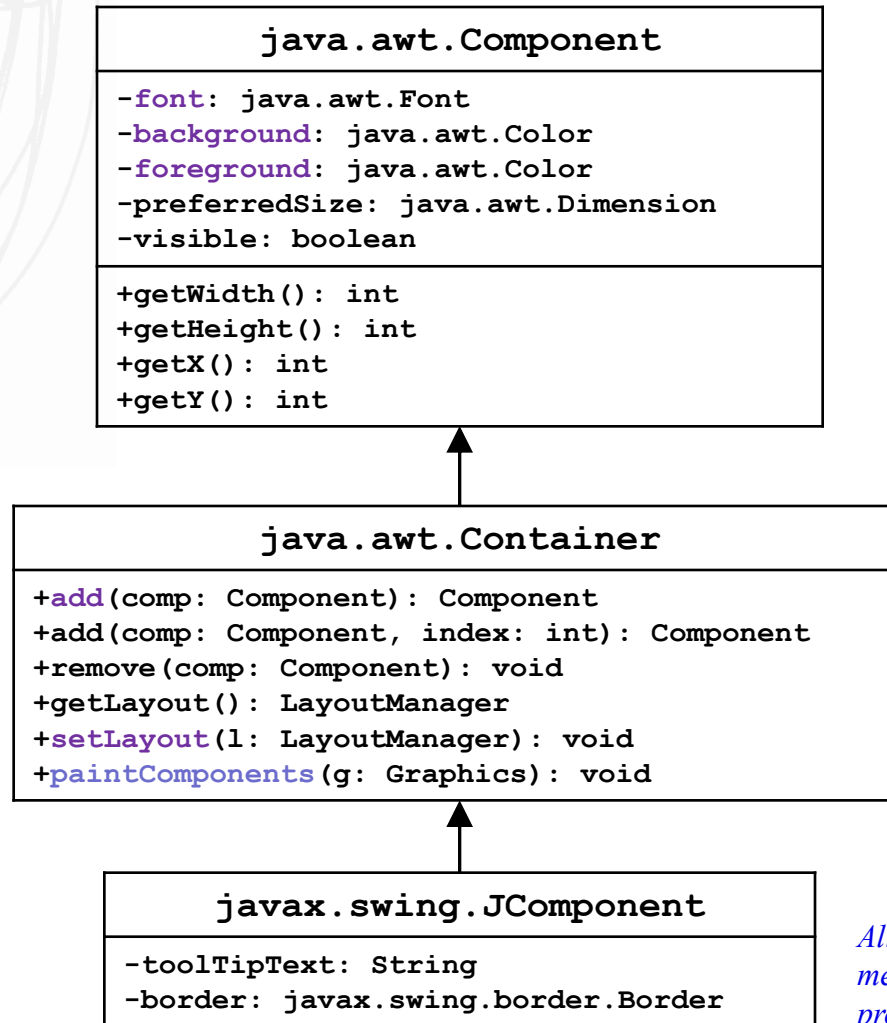 java.awt.Component
-font: java.awt.Font
-background: java.awt.Color
-foreground: java.awt.Color
-preferredSize: java.awt.Dimension
-visible: boolean
+getWidth(): int
+getHeight(): int
+getX(): int
+getY(): int
java.awt.Container
+add(comp: Component): Component
+add(comp: Component, index: int): Component
+remove(comp: Component): void
+getLayout(): LayoutManager
+setLayout(l: LayoutManager): void
+paintComponents(g: Graphics): void
javax.swing.JComponent
-toolTipText: String
-border: javax.swing.border.Border